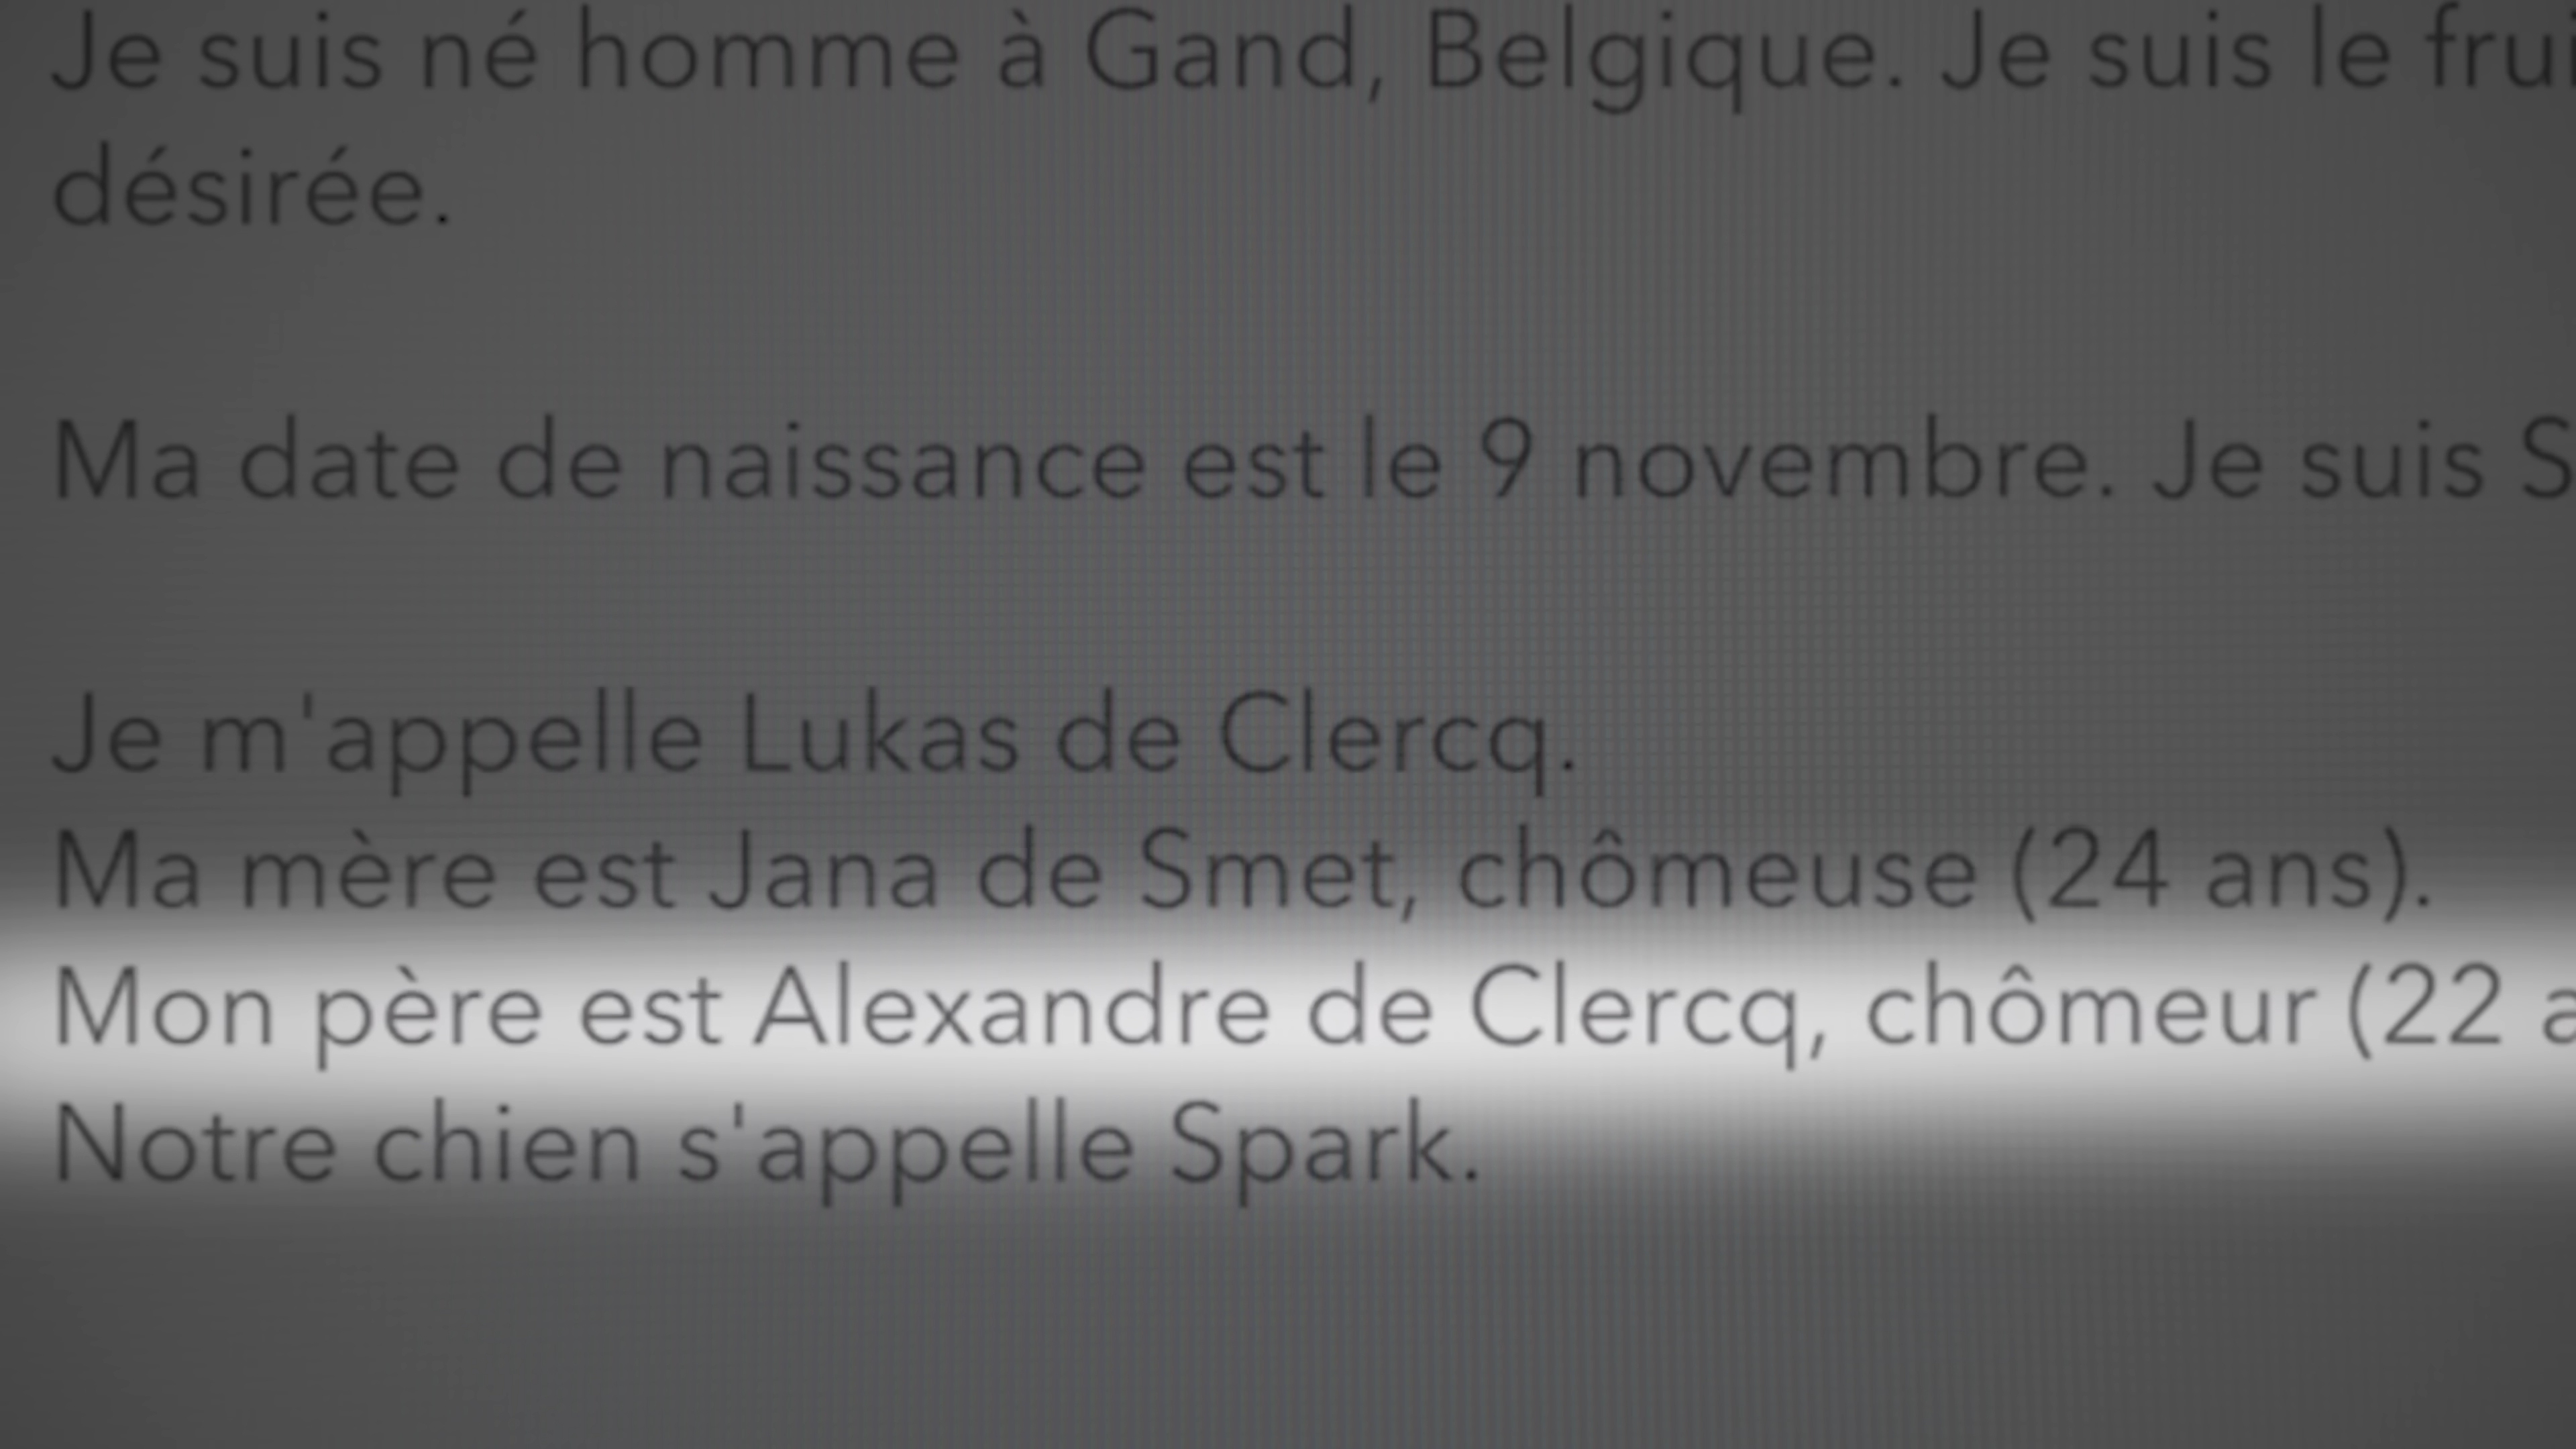 Je suis né homme à Gand, Belgique. Je suis le
désirée.
Ma date de naissance est le 9 novembre. Je suis
Je m'appelle Lukas de Clercq.
Ma mère est Jana de Smet, chômeuse (24 ans).
Mon père est Alexandre de Clercq, chômeur (22
Notre chien s'appelle Spark.